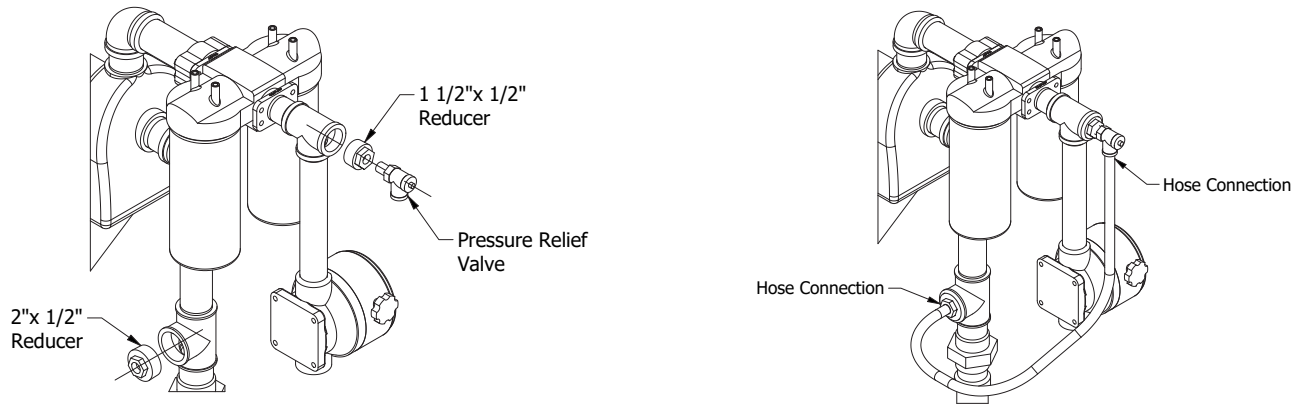 1 1/2"x 1/2"
Reducer
Pressure Relief
Valve
2"x 1/2"
Reducer
Hose Connection
Hose Connection